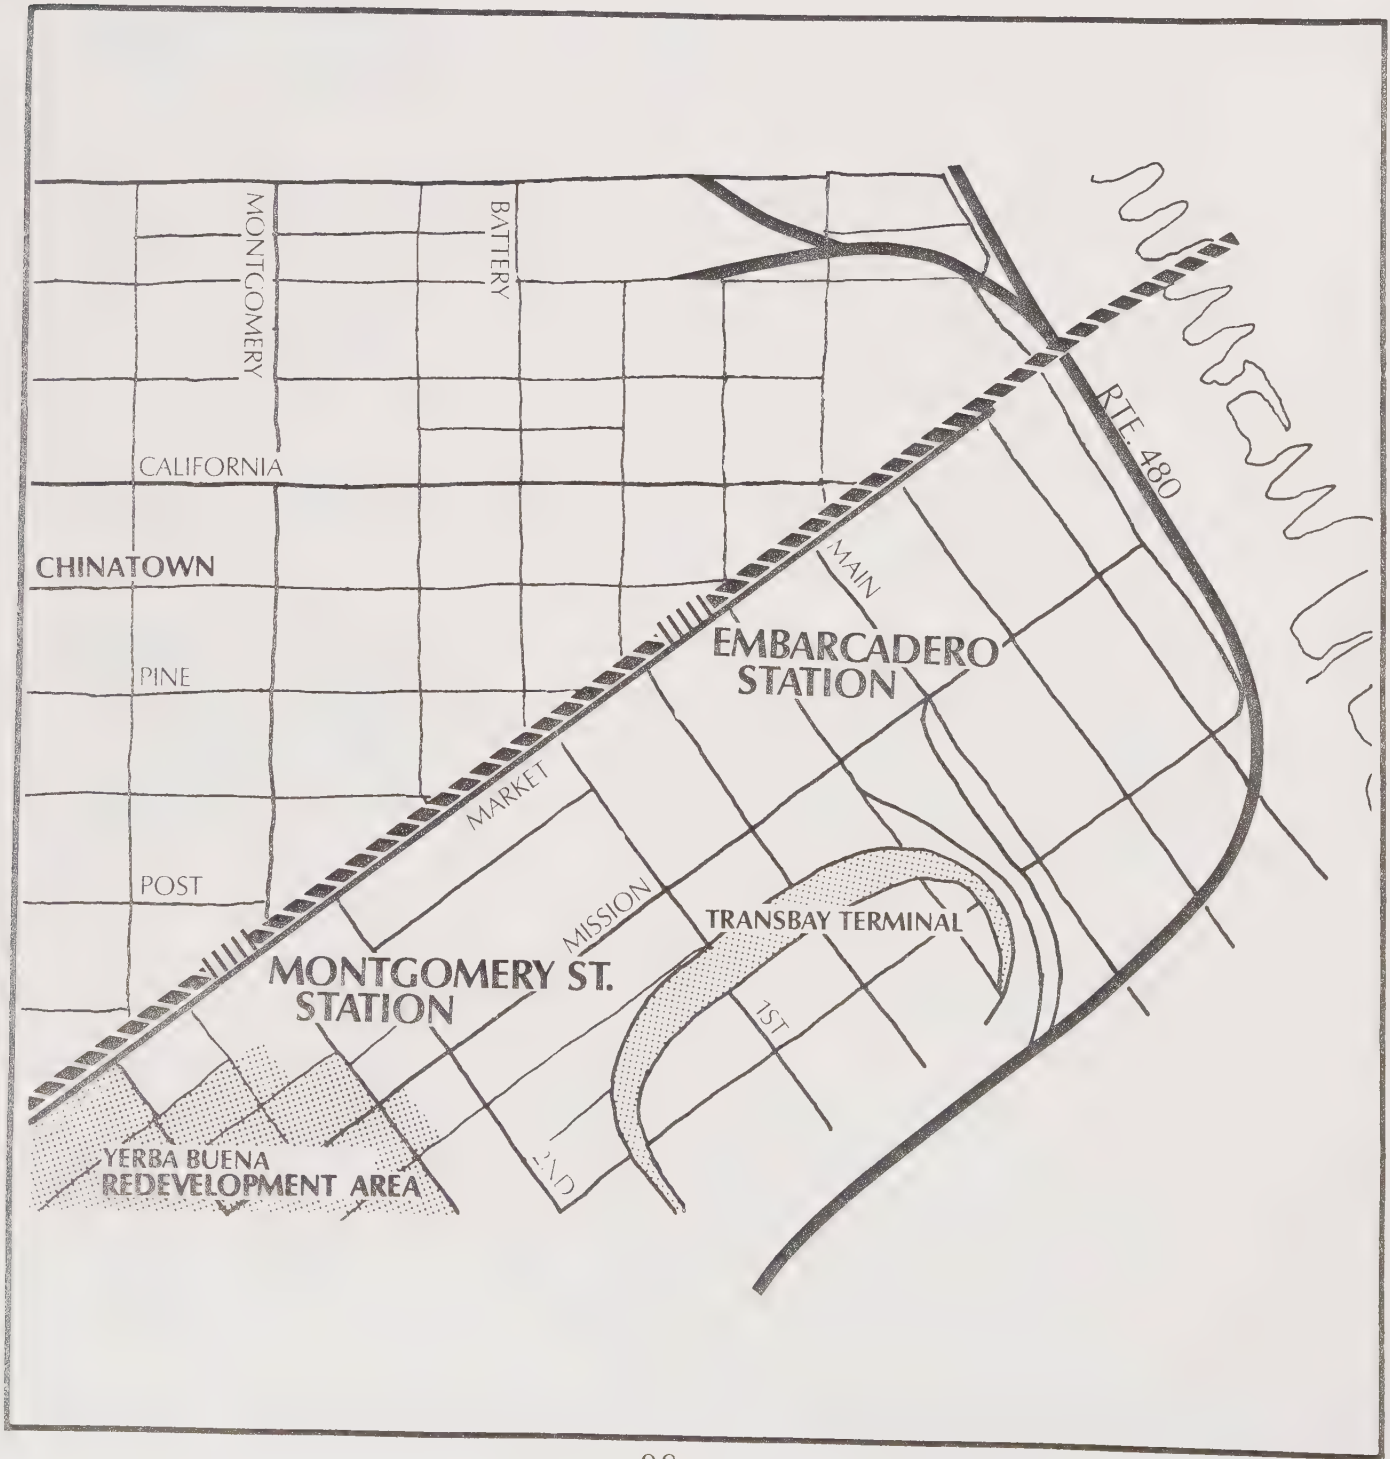 MONTGOMERY
BATTERY
RTE. 480
CALIFORNIA
CHINATOWN
MAIN
EMBARCADERO
STATION
PINE
MARKET
POST
MISSION
TRANSBAY TERMINAL
MONTGOMERY ST.
STATION
1ST
2ND
YERBA BUENA
REDEVELOPMENT AREA